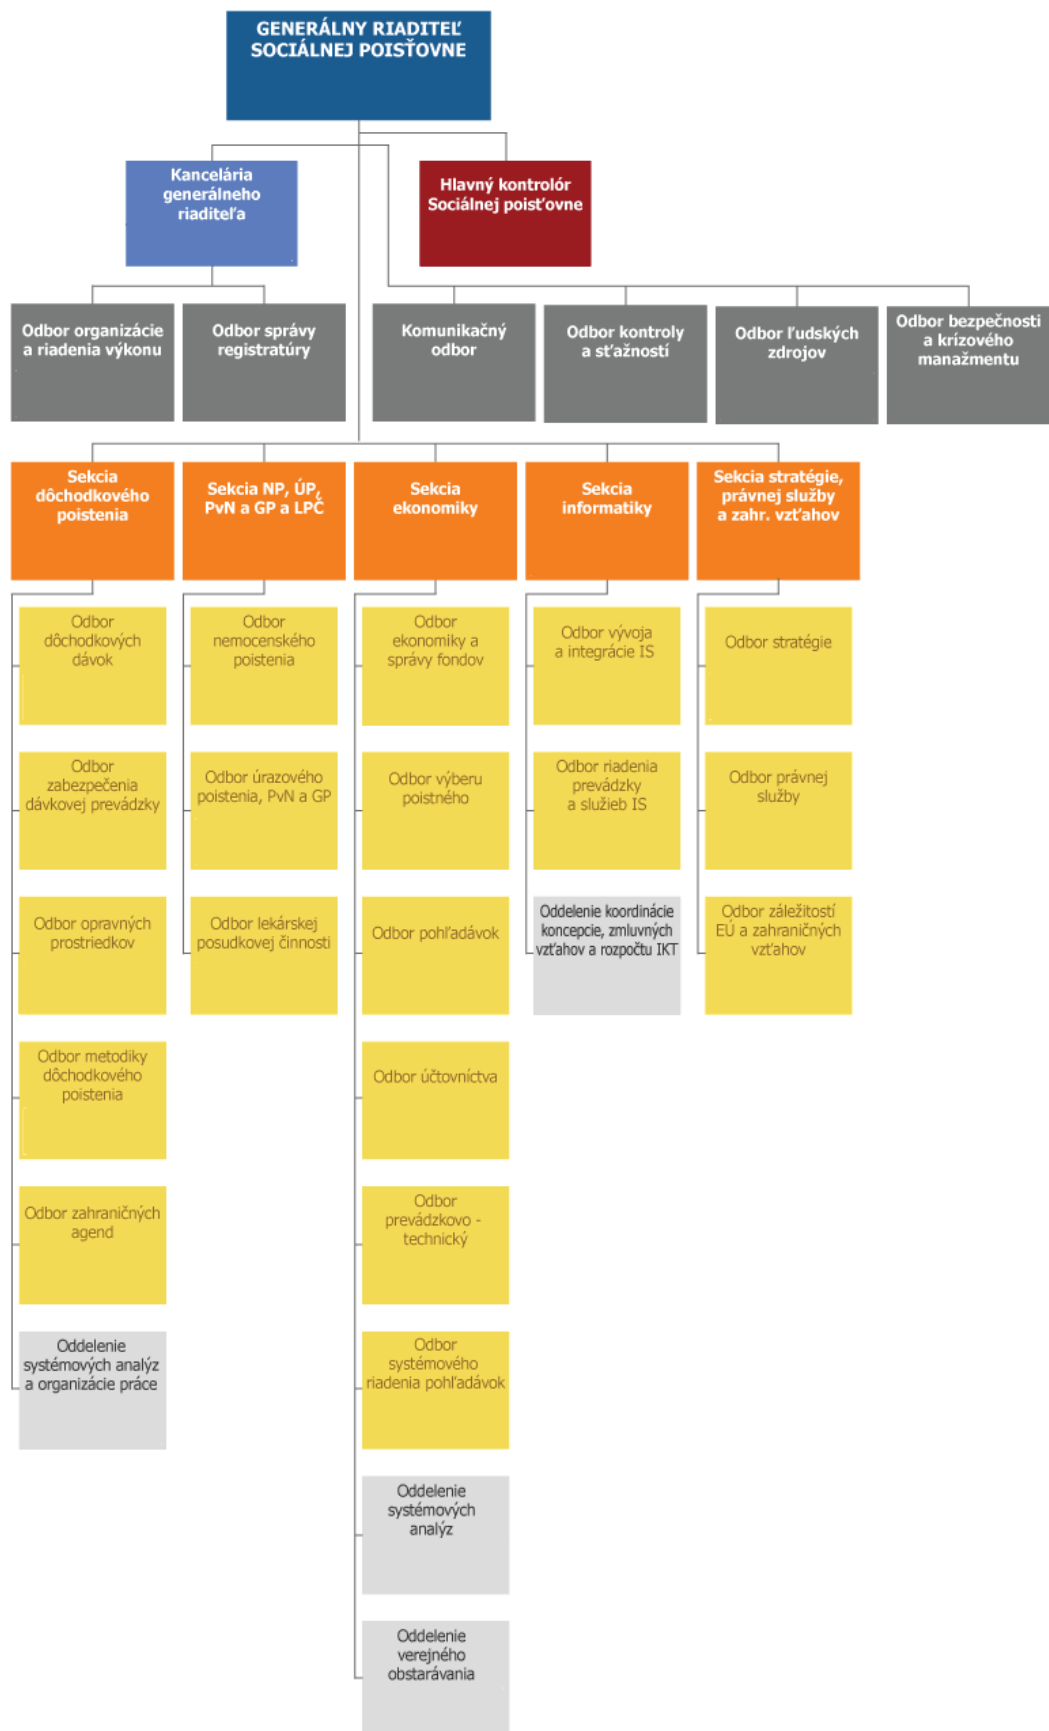 GENERÁLNY RIADITEĽ
SOCIÁLNEJ POISŤOVNE
Kancelária
generálneho
riaditeľa
Hlavný kontrolór
Sociálnej poisťovne
Odbor organizácie
a riadenia výkonu
Odbor správy
registratúry
Komunikačný
odbor
Odbor kontroly
a sťažností
Odbor ľudských
zdrojov
Odbor bezpečnosti
a krízového
manažmentu
Sekcia
dôchodkového
poistenia
Sekcia NP, ÚP,
PvN a GP a LPČ
Sekcia
ekonomiky
Sekcia
informatiky
Sekcia stratégie,
právnej služby
a zahr. vzťahov
Odbor
dôchodkových
dávok
Odbor
nemocenského
poistenia
Odbor
ekonomiky a
správy fondov
Odbor vývoja
a integrácie IS
Odbor stratégie
Odbor
zabezpečenia
dávkovej prevádzky
Odbor úrazového
poistenia, PvN a GP
Odbor výberu
poistného
Odbor riadenia
prevádzky
a služieb IS
Odbor právnej
služby
Odbor opravných
prostriedkov
Odbor lekárskej
posudkovej činnosti
Odbor pohľadávok
Oddelenie koordinácie
koncepcie, zmluvných
vzťahov a rozpočtu IKT
Odbor záležitostí
EÚ a zahraničných
vzťahov
Odbor metodiky
dôchodkového
poistenia
Odbor účtovníctva
Odbor zahraničných
agend
Odbor
prevádzkovo -
technický
Oddelenie
systémových analýz
a organizácie práce
Odbor
systémového
riadenia pohľadávok
Oddelenie
systémových
analýz
Oddelenie
verejného
obstarávania